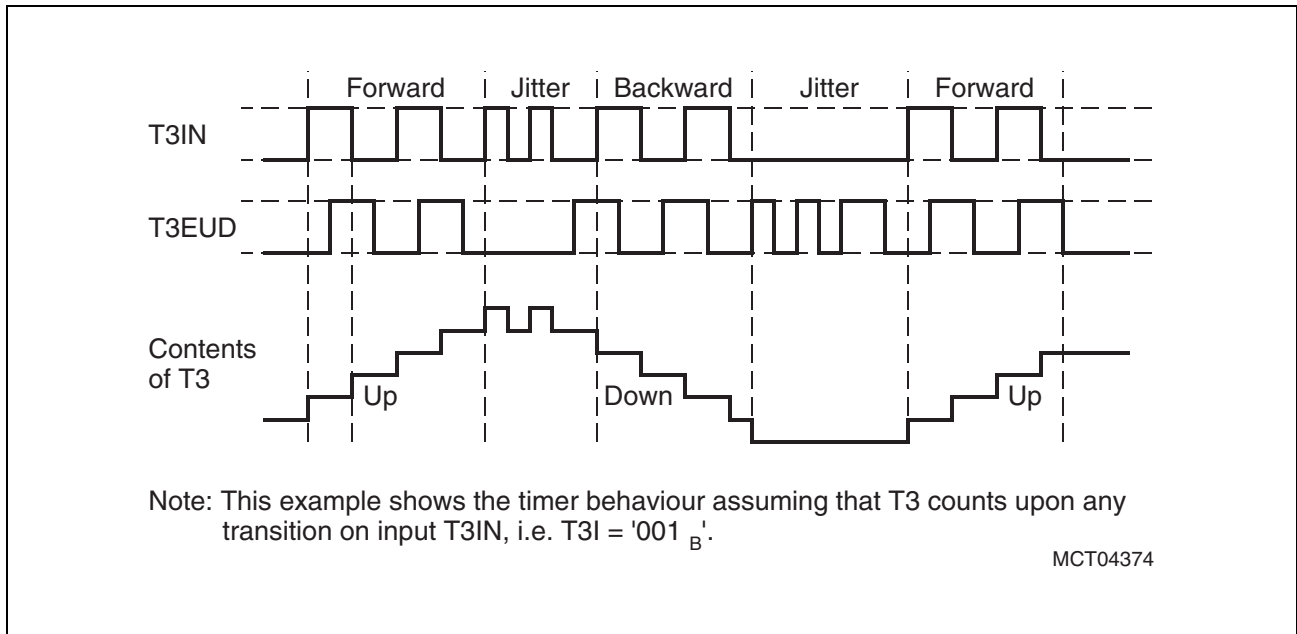 Forward Jitter Backward Jitter Forward
T3IN
T3EUD
Contents
of T3
Up Down Up
Note: This example shows the timer behaviour assuming that T3 counts upon any
transition on input T3IN, i.e. T3I = '001 B'.
MCT04374